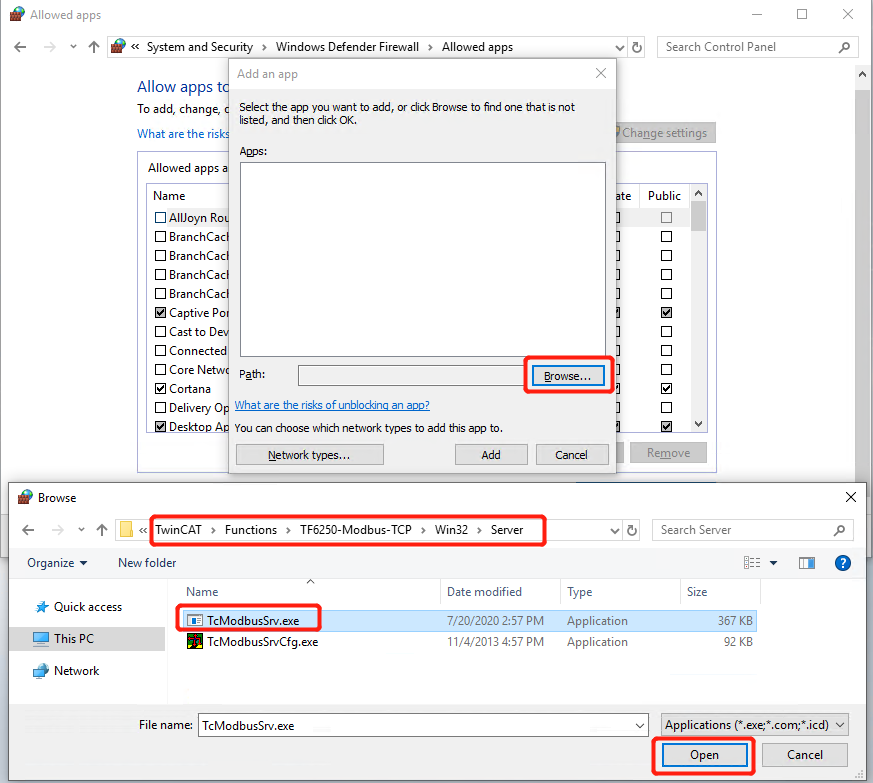 Allowed apps
« System and Security > Windows Defender Firewall > Allowed apps
Search Control Panel
Allow apps to
To add, change,
What are the risks
Change settings
Allowed apps a
Name
ate Public
AllJoyn Rou
BranchCach
BranchCach
BranchCach
BranchCach
Captive Por
Cast to Dev
Connected
Core Netwo
Cortana
Delivery Op
Desktop Ap
Remove
Add an app
Select the app you want to add, or click Browse to find one that is not
listed, and then click OK.
Apps:
Path:
Browse...
What are the risks of unblocking an app?
You can choose which network types to add this app to.
Network types...
Add
Cancel
Browse
« TwinCAT > Functions > TF6250-Modbus-TCP > Win32 > Server
Search Server
Organize
New folder
Quick access
This PC
Network
Name Date modified Type Size
TcModbusSrv.exe 7/20/2020 2:57 PM Application 367 KB
TcModbusSrvCfg.exe 11/4/2013 4:57 PM Application 92 KB
File name: TcModbusSrv.exe
Applications (*.exe;*.com;*.icd)
Open
Cancel